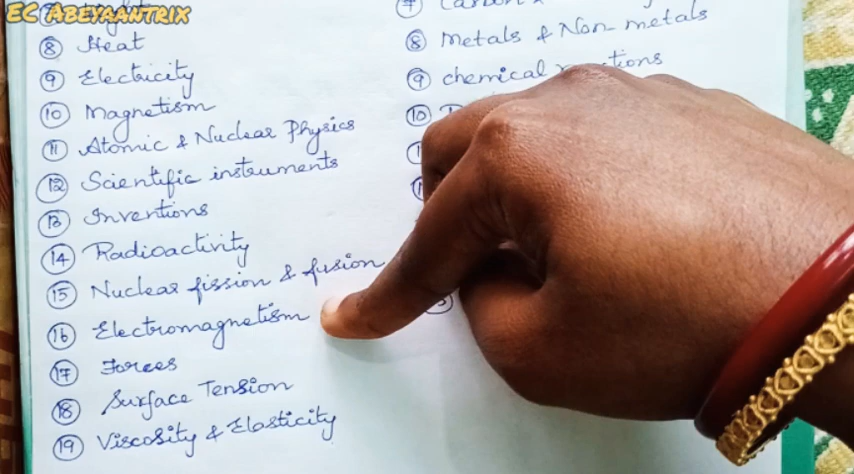 EC ABEYAANTRIX
⑧ Heat
⑨ Electricity
⑩ Magnetism
⑪ Atomic & Nuclear Physics
⑫ Scientific instruments
⑬ Inventions
⑭ Radioactivity
⑮ Nuclear fission & fusion
⑯ Electromagnetism
⑰ Forces
⑱ Surface Tension
⑲ Viscosity & Elasticity
⑧ Metals & Non-metals
⑨ chemical
⑩